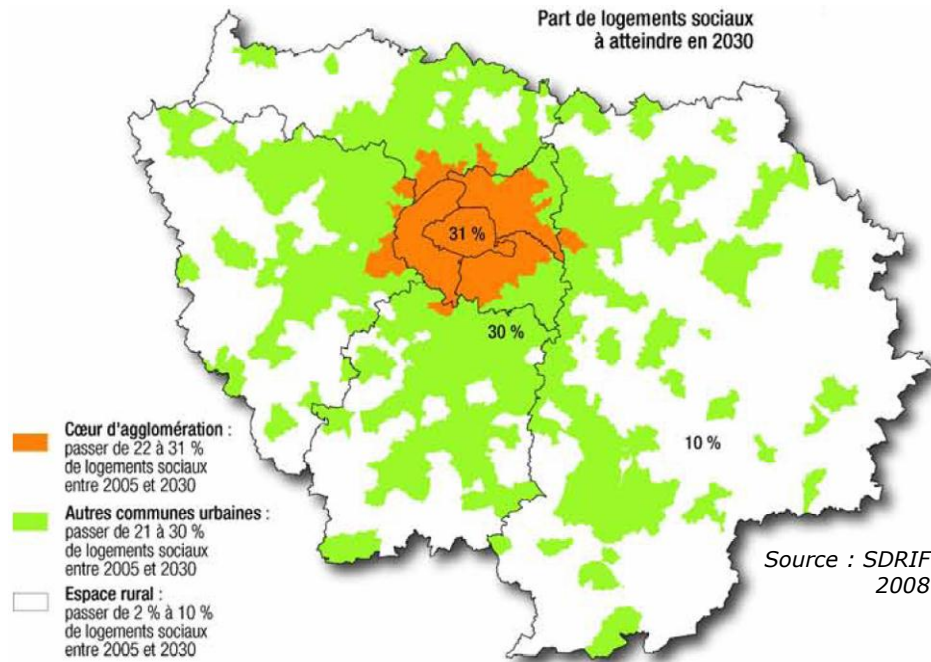 Part de logements sociaux
à atteindre en 2030
31 %
30 %
10 %
Cœur d'agglomération :
passer de 22 à 31 %
de logements sociaux
entre 2005 et 2030
Autres communes urbaines :
passer de 21 à 30 %
de logements sociaux
entre 2005 et 2030
Espace rural :
passer de 2 % à 10 %
de logements sociaux
entre 2005 et 2030
Source : SDRIF
2008